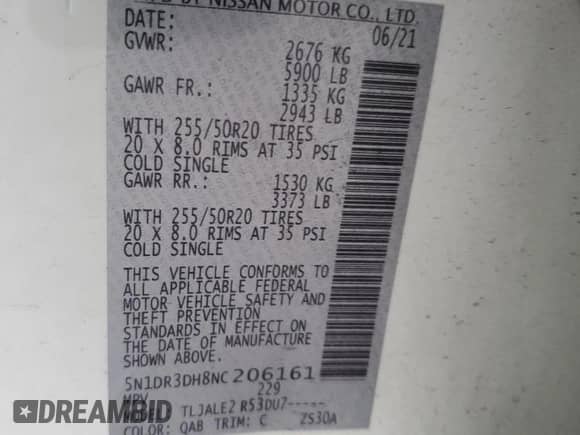 BY NISSAN MOTOR CO., LTD.
DATE: 06/21
GVWR: 2676 KG
5900 LB
GAWR FR.: 1335 KG
2943 LB
WITH 255/50R20 TIRES
20 X 8.0 RIMS AT 35 PSI
COLD SINGLE
GAWR RR.: 1530 KG
3373 LB
WITH 255/50R20 TIRES
20 X 8.0 RIMS AT 35 PSI
COLD SINGLE
THIS VEHICLE CONFORMS TO
ALL APPLICABLE FEDERAL
MOTOR VEHICLE SAFETY AND
THEFT PREVENTION
STANDARDS IN EFFECT ON
THE DATE OF MANUFACTURE
SHOWN ABOVE.
5N1DR3DH8NC206161
MPV 229
TLJALE2 R53DU7-----
COLOR: QAB TRIM: C ZS30A
DREAMBID